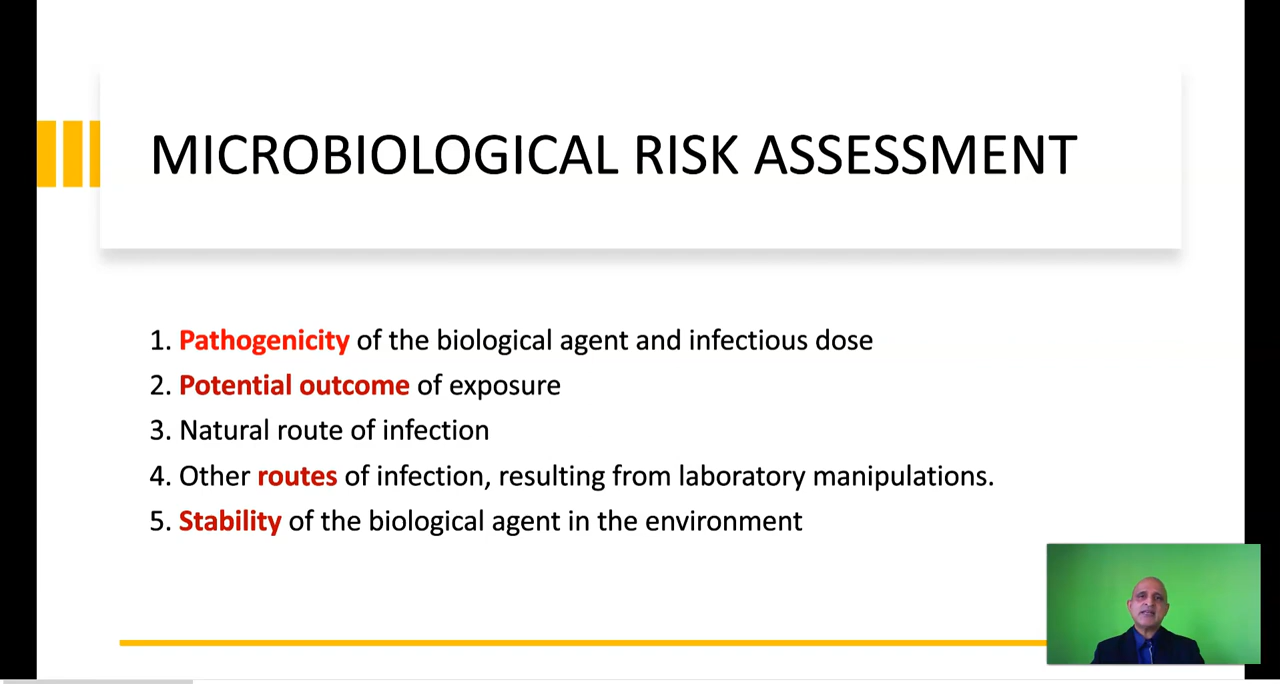 MICROBIOLOGICAL RISK ASSESSMENT
1. Pathogenicity of the biological agent and infectious dose
2. Potential outcome of exposure
3. Natural route of infection
4. Other routes of infection, resulting from laboratory manipulations.
5. Stability of the biological agent in the environment